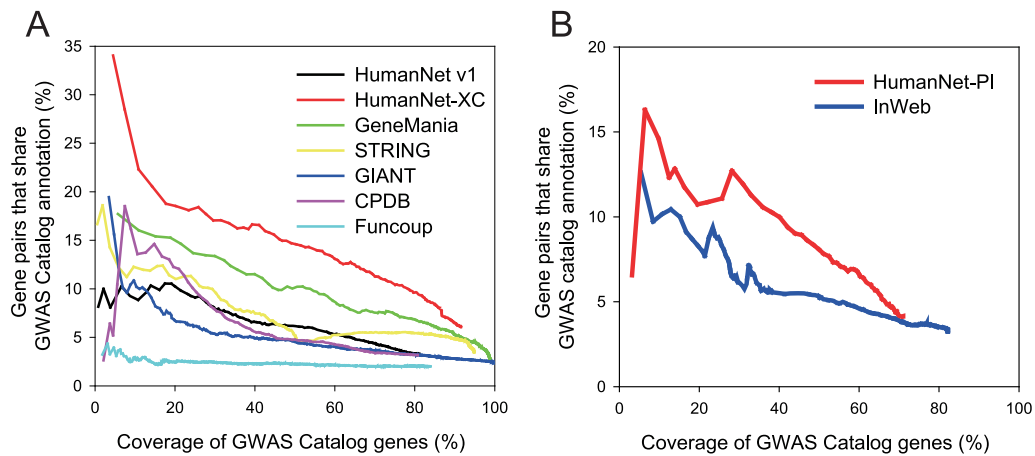 A
Gene pairs that share
GWAS Catalog annotation (%)
35
30
25
20
15
10
5
0
HumanNet v1
HumanNet-XC
GeneMania
STRING
GIANT
CPDB
Funcoup
0 20 40 60 80 100
Coverage of GWAS Catalog genes (%)
B
Gene pairs that share
GWAS catalog annotation (%)
20
15
10
5
0
HumanNet-PI
InWeb
0 20 40 60 80 100
Coverage of GWAS Catalog genes (%)